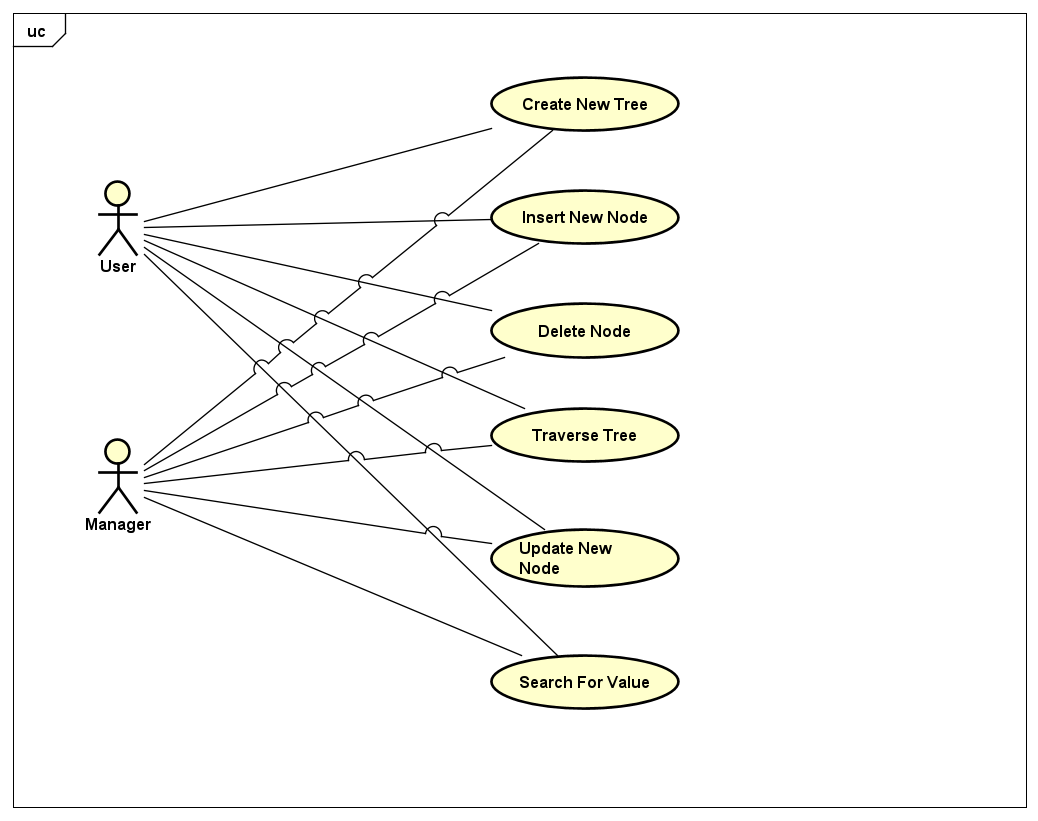 uc
Create New Tree
Insert New Node
User
Delete Node
Traverse Tree
Manager
Update New
Node
Search For Value